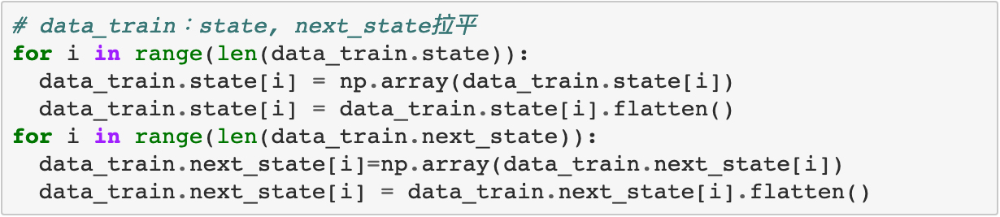 # data_train：state, next_state拉平
for i in range(len(data_train.state)):
  data_train.state[i] = np.array(data_train.state[i])
  data_train.state[i] = data_train.state[i].flatten()
for i in range(len(data_train.next_state)):
  data_train.next_state[i]=np.array(data_train.next_state[i])
  data_train.next_state[i] = data_train.next_state[i].flatten()